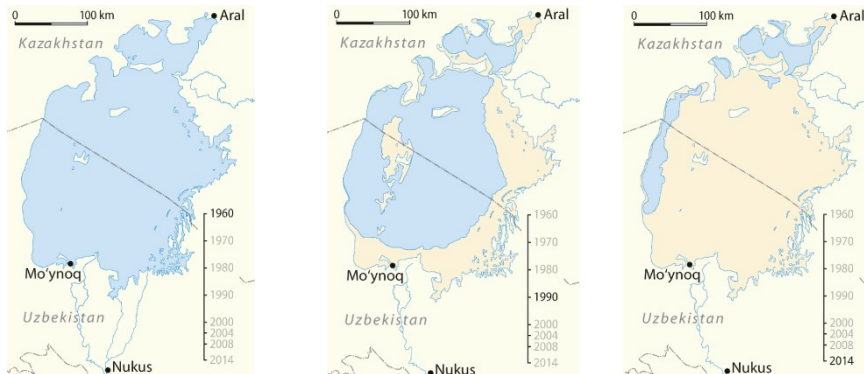 0 100 km
Aral
Kazakhstan
1960
1970
Mo'ynoq
1980
1990
Uzbekistan
2000
2004
2008
2014
Nukus
0 100 km
Aral
Kazakhstan
1960
1970
Mo'ynoq
1980
1990
Uzbekistan
2000
2004
2008
2014
Nukus
0 100 km
Aral
Kazakhstan
1960
1970
Mo'ynoq
1980
1990
Uzbekistan
2000
2004
2008
2014
Nukus